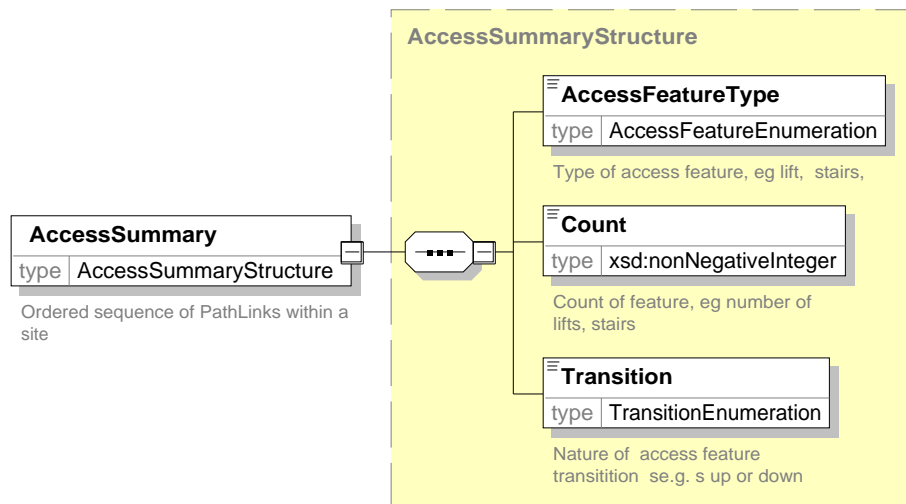 AccessSummaryStructure
AccessFeatureType
type AccessFeatureEnumeration
Type of access feature, eg lift,  stairs,
AccessSummary
type AccessSummaryStructure
Ordered sequence of PathLinks within a
site
Count
type xsd:nonNegativeInteger
Count of feature, eg number of
lifts, stairs
Transition
type TransitionEnumeration
Nature of  access feature
transitition  se.g. s up or down